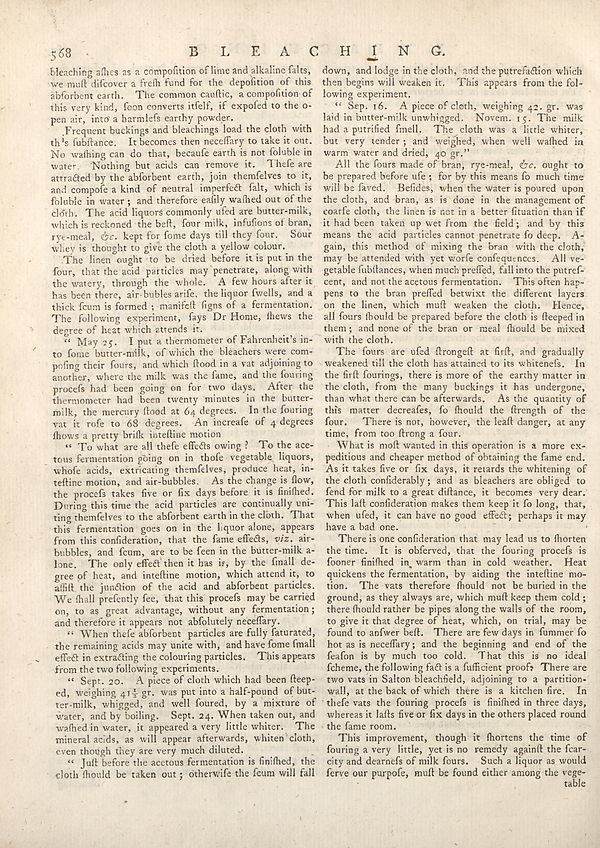 568 BLEACHING.
bleaching aſhes as a compoſition of lime and alkaline ſalts,
we muſt diſcover a freſh fund for the depoſition of this
abſorbent earth. The common cauſtic, a compoſition of
this very kind, ſoon converts itſelf, if expoſed to the o-
pen air, into a harmleſs earthy powder.
Frequent buckings and bleachings load the cloth with
th's ſubſtance. It becomes then neceſſary to take it out.
No waſhing can do that, becauſe earth is not ſoluble in
water. Nothing but acids can remove it. Theſe are
attracted by the abſorbent earth, join themſelves to it,
and compoſe a kind of neutral imperfect ſalt, which is
ſoluble in water; and therefore eaſily waſhed out of the
cloth. The acid liquors commonly uſed are butter-milk,
which is reckoned the beſt, ſour milk, infuſions of bran,
rye-meal, &c. kept ſome days till they ſour. Sour
whey is thought to give the cloth a yellow colour.
The linen ought to be dried before it is put in the
ſour, that the acid particles may penetrate, along with
the watery, through the whole. A few hours after it
has been there, air-bubles ariſe, the liquor ſwells, and a
thick ſcum is formed; manifeſt ſigns of a fermentation.
The following experiment, ſays Dr Home, ſhews the
degree of heat which attends it.
" May 25. I put a thermometer of Fahrenheit's in-
to ſome butter-milk, of which the bleachers were com-
poſing their ſours, and which ſtood in a vat adjoining to
another, where the milk was the ſame, and the ſouring
proceſs had been going on for two days. After the
thermometer had been twenty minutes in the butter-
milk, the mercury ſtood at 64 degrees. In the ſouring
vat it roſe to 68 degrees. An increaſe of 4 degrees
ſhows a pretty briſk inteſtine motion
" To what are all theſe effects owing? To the ace-
tous fermentation going on in thoſe vegetable liquors,
whoſe acids, extricating themſelves, produce heat, in-
teſtine motion, and air-bubbles. As the change is ſlow,
the proceſs takes five or ſix days before it is finiſhed.
During this time the acid particles are continually uni-
ting themſelves to the abſorbent earth in the cloth. That
this fermentation goes on in the liquor alone, appears
from this conſideration, that the ſame effects, viz. air-
bubbles, and ſcum, are to be ſeen in the butter-milk a-
lone. The only effect then it has is, by the ſmall de-
gree of heat, and inteſtine motion, which attend it, to
aſſiſt the junction of the acid and abſorbent particles.
We ſhall preſently ſee, that this proceſs may be carried
on, to as great advantage, without any fermentation;
and therefore it appears not abſolutely neceſſary.
" When theſe abſorbent particles are fully ſaturated,
the remaining acids may unite with, and have ſome ſmall
effect in extracting the colouring particles. This appears
from the two following experiments.
" Sept. 20. A piece of cloth which had been ſteep-
ed, weighing 41½ gr. was put into a half-pound of but-
ter-milk, whigged, and well ſoured, by a mixture of
water, and by boiling. Sept. 24. When taken out, and
waſhed in water, it appeared a very little whiter. The
mineral acids, as will appear afterwards, whiten cloth,
even though they are very much diluted.
" Juſt before the acetous fermentation is finiſhed, the
cloth ſhould be taken out; otherwiſe the ſcum will fall
down, and lodge in the cloth, and the putrefaction which
then begins will weaken it. This appears from the fol-
lowing experiment.
" Sep. 16. A piece of cloth, weighing 42. gr. was
laid in butter-milk unwhigged. Novem. 15. The milk
had a putrified ſmell. The cloth was a little whiter,
but very tender; and weighed, when well waſhed in
warm water and dried, 40 gr."
All the ſours made of bran, rye-meal, &c. ought to
be prepared before uſe; for by this means ſo much time
will be ſaved. Beſides, when the water is poured upon
the cloth, and bran, as is done in the management of
coarſe cloth, the linen is not in a better ſituation than if
it had been taken up wet from the field; and by this
means the acid particles cannot penetrate ſo deep. A-
gain, this method of mixing the bran with the cloth,
may be attended with yet worſe conſequences. All ve-
getable ſubſtances, when much preſſed, fall into the putreſ-
cent, and not the acetous fermentation. This often hap-
pens to the bran preſſed betwixt the different layers
on the linen, which muſt weaken the cloth. Hence,
all ſours ſhould be prepared before the cloth is ſteeped in
them; and none of the bran or meal ſhould be mixed
with the cloth.
The ſours are uſed ſtrongeſt at firſt, and gradually
weakened till the cloth has attained to its whiteneſs. In
the firſt ſourings, there is more of the earthy matter in
the cloth, from the many buckings it has undergone,
than what there can be afterwards. As the quantity of
this matter decreaſes, ſo ſhould the ſtrength of the
ſour. There is not, however, the leaſt danger, at any
time, from too ſtrong a ſour.
What is moſt wanted in this operation is a more ex-
peditious and cheaper method of obtaining the ſame end.
As it takes five or ſix days, it retards the whitening of
the cloth conſiderably; and as bleachers are obliged to
ſend for milk to a great diſtance, it becomes very dear.
This laſt conſideration makes them keep it ſo long, that,
when uſed, it can have no good effect; perhaps it may
have a bad one.
There is one conſideration that may lead us to ſhorten
the time. It is obſerved, that the ſouring proceſs is
ſooner finiſhed in warm than in cold weather. Heat
quickens the fermentation, by aiding the inteſtine mo-
tion. The vats therefore ſhould not be buried in the
ground, as they always are, which muſt keep them cold;
there ſhould rather be pipes along the walls of the room,
to give it that degree of heat, which, on trial, may be
found to anſwer beſt. There are few days in ſummer ſo
hot as is neceſſary; and the beginning and end of the
ſeaſon is by much too cold. That this is no ideal
ſcheme, the following fact is a ſufficient proof: There are
two vats in Salton bleachfield, adjoining to a partition-
wall, at the back of which there is a kitchen fire. In
theſe vats the ſouring proceſs is finiſhed in three days,
whereas it laſts five or ſix days in the others placed round
the ſame room.
This improvement, though it ſhortens the time of
ſouring a very little, yet is no remedy againſt the ſcar-
city and dearneſs of milk ſours. Such a liquor as would
ſerve our purpoſe, muſt be found either among the vege-
table